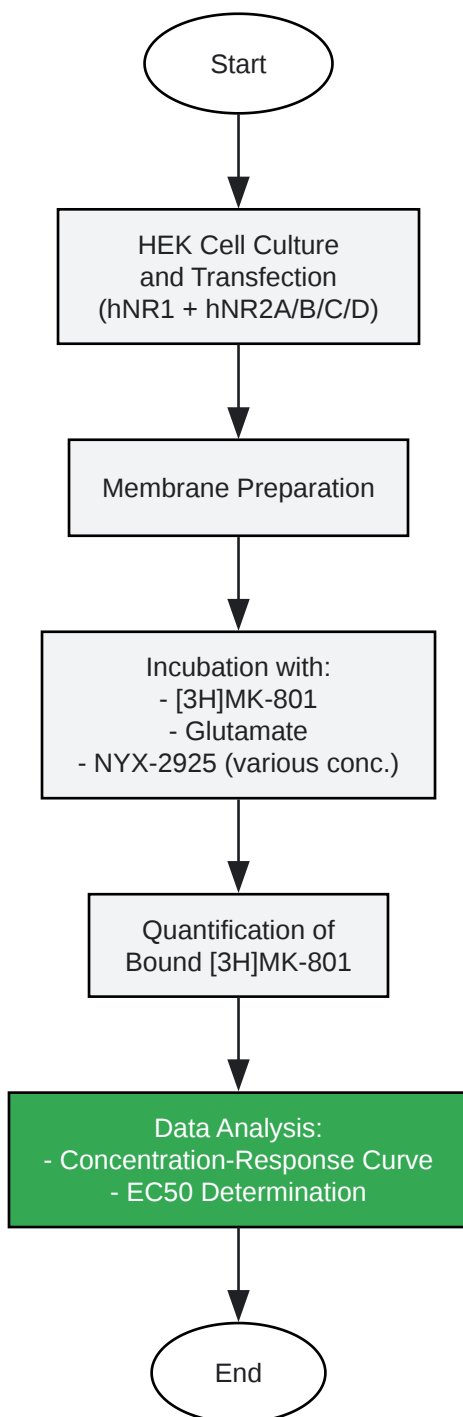 Start
HEK Cell Culture
and Transfection
(hNR1 + hNR2A/B/C/D)
Membrane Preparation
Incubation with:
- [3H]MK-801
- Glutamate
- NYX-2925 (various conc.)
Quantification of
Bound [3H]MK-801
Data Analysis:
- Concentration-Response Curve
- EC50 Determination
End